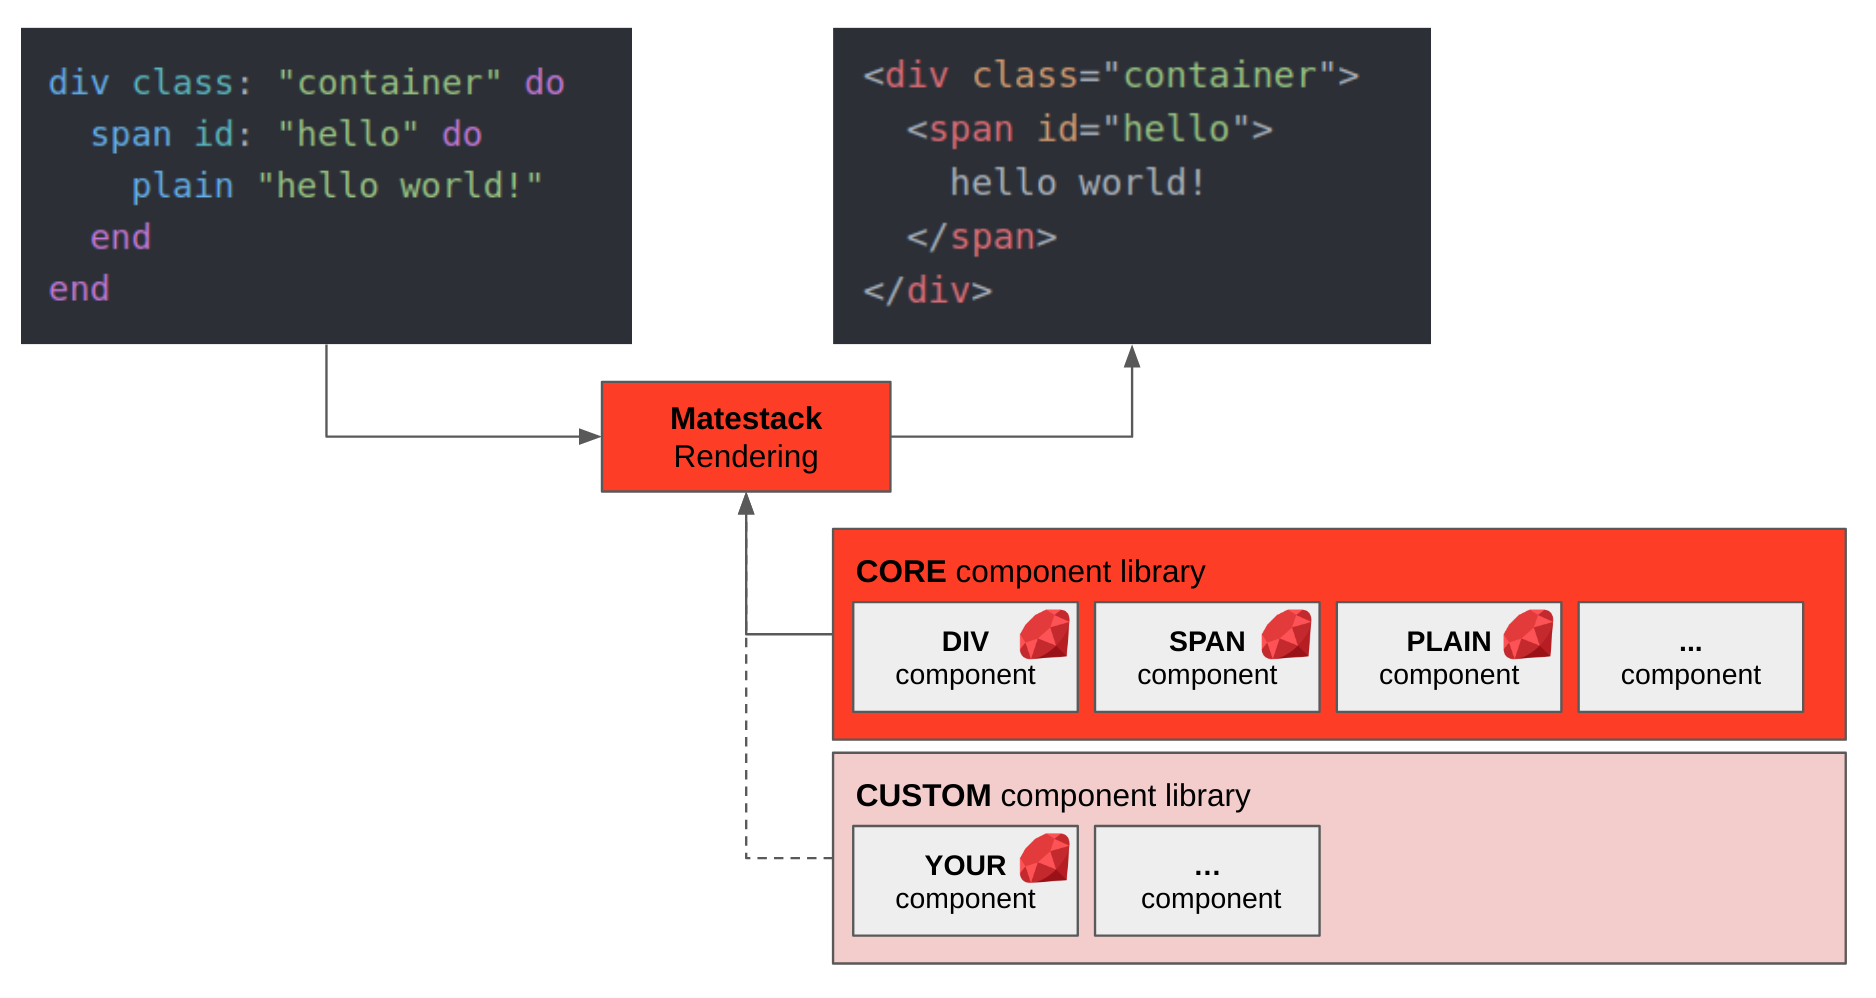 div class: "container" do
  span id: "hello" do
    plain "hello world!"
  end
end
<div class="container">
  <span id="hello">
    hello world!
  </span>
</div>
Matestack
Rendering
CORE component library
DIV
component
SPAN
component
PLAIN
component
...
component
CUSTOM component library
YOUR
component
...
component